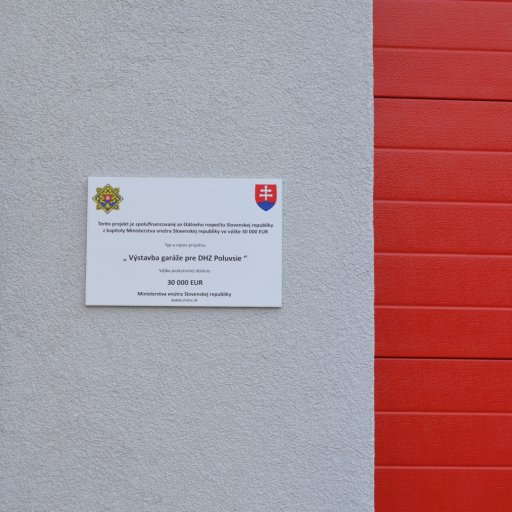 Tento projekt je spolufinancovaný zo štátneho rozpočtu Slovenskej republiky
z kapitoly Ministerstva vnútra Slovenskej republiky vo výške 30 000 EUR
Typ a názov projektu:
„ Výstavba garáže pre DHZ Poluvsie “
Výška poskytnutej dotácie:
30 000 EUR
Ministerstvo vnútra Slovenskej republiky
www.minv.sk